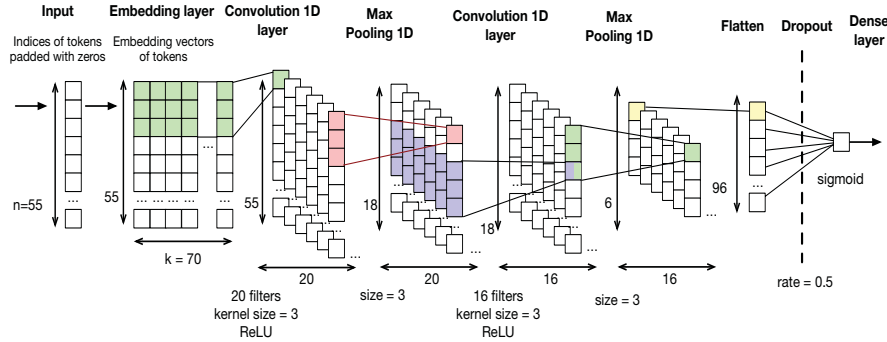 Input
Embedding layer
Convolution 1D
layer
Max
Pooling 1D
Convolution 1D
layer
Max
Pooling 1D
Flatten
Dropout
Dense
layer
Indices of tokens
padded with zeros
Embedding vectors
of tokens
...
...
...
...
...
...
...
...
...
...
...
...
...
...
n=55
55
55
18
18
6
96
sigmoid
k = 70
20
20
16
16
20 filters
kernel size = 3
ReLU
size = 3
16 filters
kernel size = 3
ReLU
size = 3
rate = 0.5